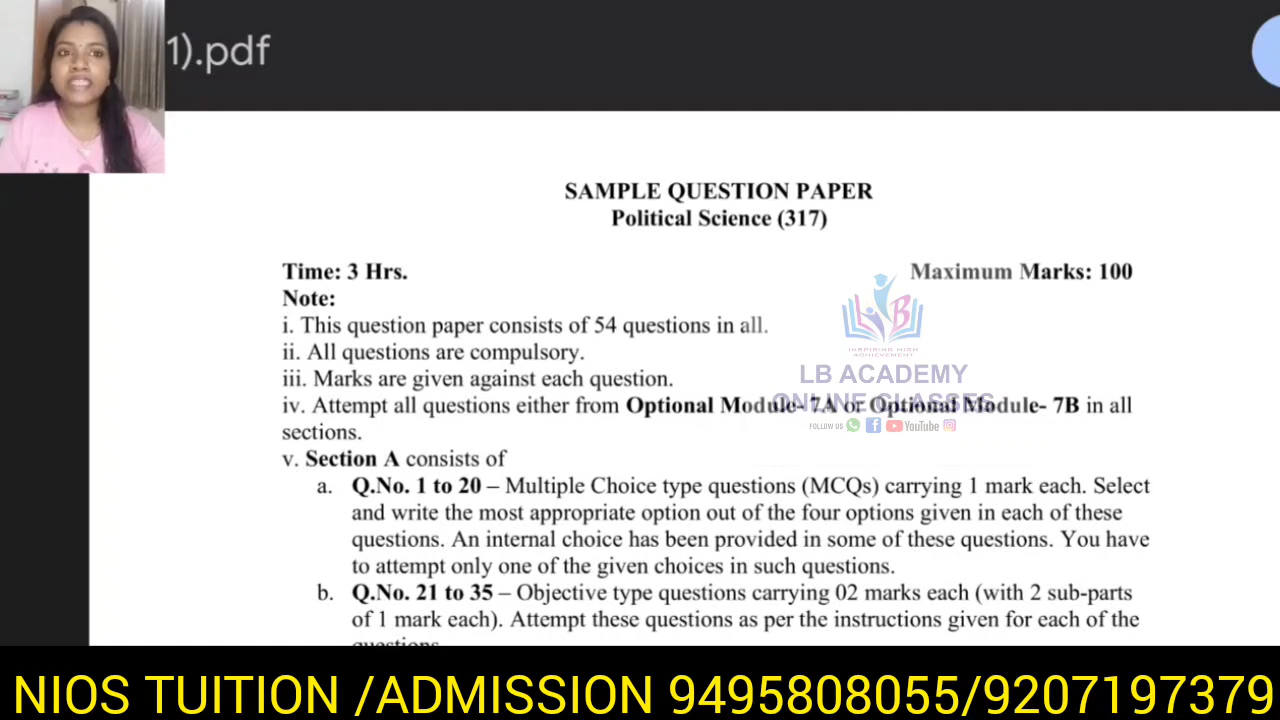 1).pdf
SAMPLE QUESTION PAPER
Political Science (317)
Time: 3 Hrs.
Maximum Marks: 100
Note:
i. This question paper consists of 54 questions in all.
ii. All questions are compulsory.
iii. Marks are given against each question.
iv. Attempt all questions either from Optional Module- 7A or Optional Module- 7B in all
sections.
v. Section A consists of
a. Q.No. 1 to 20 – Multiple Choice type questions (MCQs) carrying 1 mark each. Select
and write the most appropriate option out of the four options given in each of these
questions. An internal choice has been provided in some of these questions. You have
to attempt only one of the given choices in such questions.
b. Q.No. 21 to 35 – Objective type questions carrying 02 marks each (with 2 sub-parts
of 1 mark each). Attempt these questions as per the instructions given for each of the
questions.
B
INSPIRING HIGH
ACHIEVEMENT
LB ACADEMY
ONLINE CLASSES
FOLLOW US YouTube
NIOS TUITION /ADMISSION 9495808055/9207197379